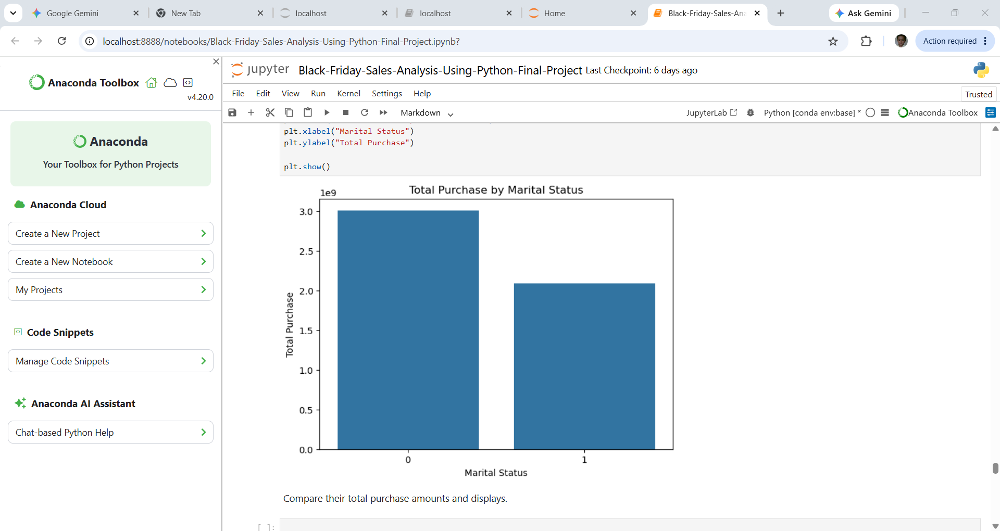 Google Gemini
New Tab
localhost
localhost
Home
Black-Friday-Sales-Ana
Ask Gemini
localhost:8888/notebooks/Black-Friday-Sales-Analysis-Using-Python-Final-Project.ipynb?
Action required
Anaconda Toolbox
v4.20.0
Anaconda
Your Toolbox for Python Projects
Anaconda Cloud
Create a New Project
Create a New Notebook
My Projects
Code Snippets
Manage Code Snippets
Anaconda AI Assistant
Chat-based Python Help
jupyter Black-Friday-Sales-Analysis-Using-Python-Final-Project Last Checkpoint: 6 days ago
File Edit View Run Kernel Settings Help
Trusted
Markdown
JupyterLab
Python [conda env:base] *
Anaconda Toolbox
plt.xlabel("Marital Status")
plt.ylabel("Total Purchase")
plt.show()
Total Purchase by Marital Status
1e9
3.0
2.5
2.0
1.5
1.0
0.5
0.0
Total Purchase
0 1
Marital Status
Compare their total purchase amounts and displays.
[ ]: